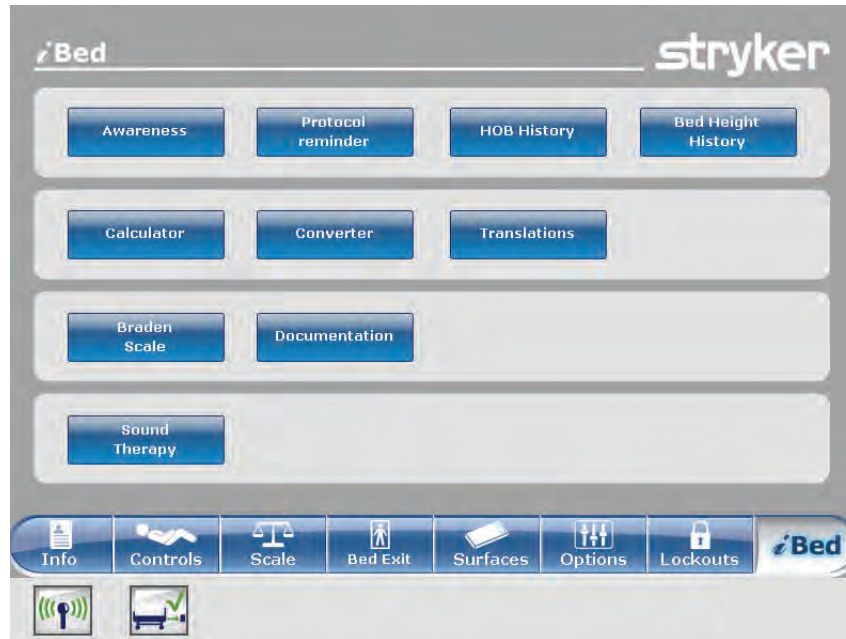 iBed
stryker
Awareness
Protocol
reminder
HOB History
Bed Height
History
Calculator
Converter
Translations
Braden
Scale
Documentation
Sound
Therapy
Info
Controls
Scale
Bed Exit
Surfaces
Options
Lockouts
iBed